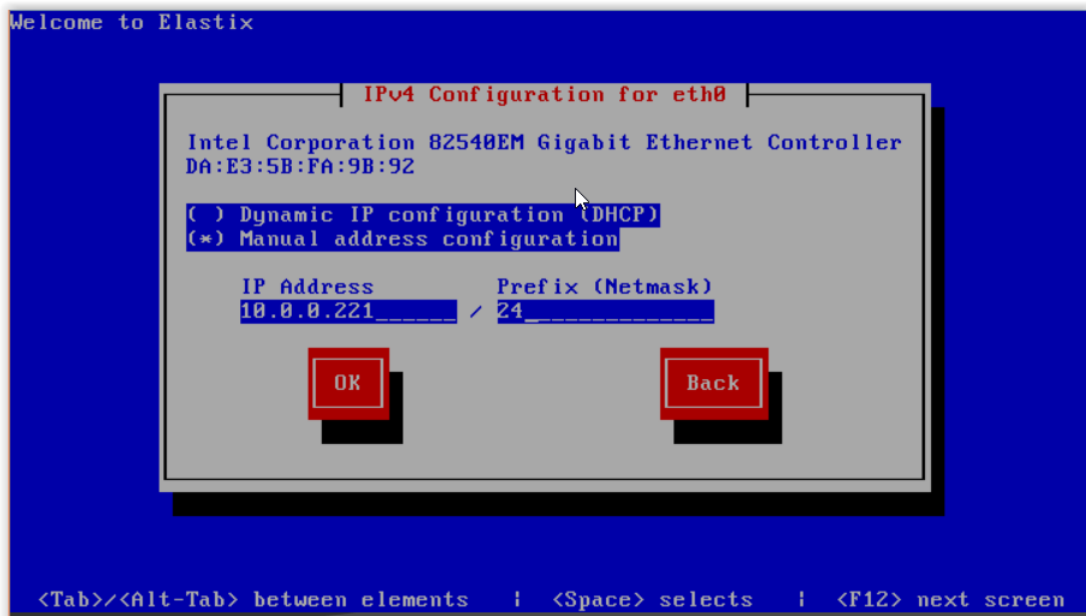 Welcome to Elastix
IPv4 Configuration for eth0
Intel Corporation 82540EM Gigabit Ethernet Controller
DA:E3:5B:FA:9B:92
( ) Dynamic IP configuration (DHCP)
(*) Manual address configuration
IP Address Prefix (Netmask)
10.0.0.221______ / 24______________
OK Back
<Tab>/<Alt-Tab> between elements | <Space> selects | <F12> next screen